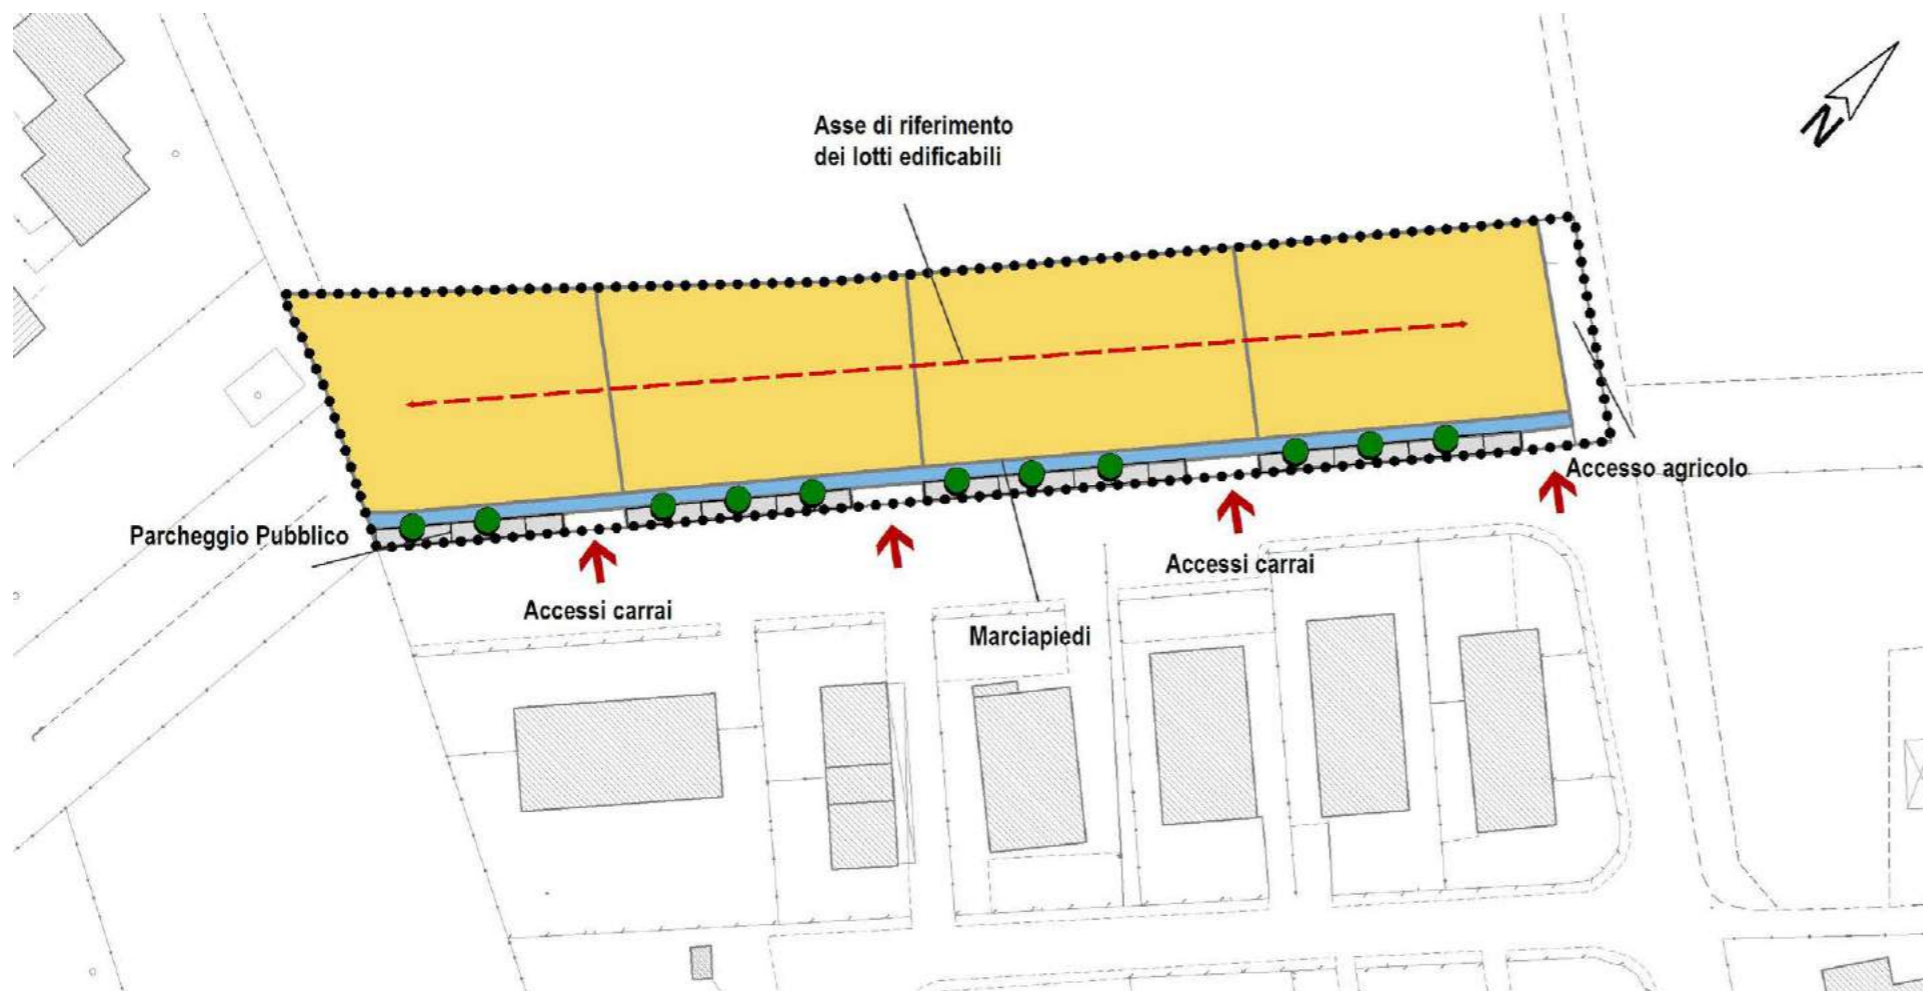 Asse di riferimento
dei lotti edificabili
N
Accesso agricolo
Parcheggio Pubblico
Accessi carrai
Accessi carrai
Marciapiedi